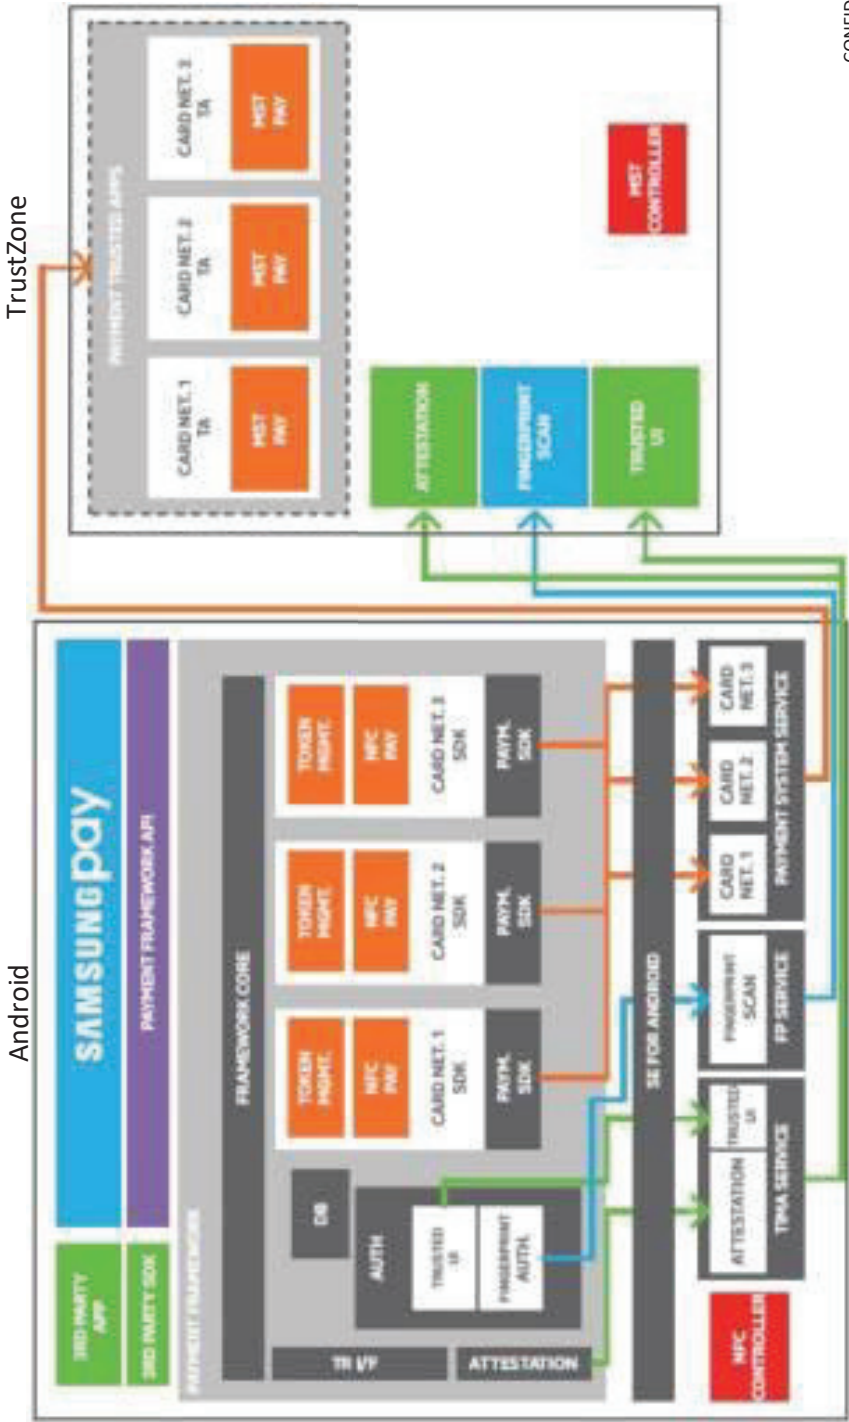 Android
3RD PARTY
APP
SAMSUNG pay
3RD PARTY SDK
PAYMENT FRAMEWORK API
PAYMENT FRAMEWORK
FRAMEWORK CORE
TR I/F
ATTESTATION
DB
AUTH
TRUSTED
UI
FINGERPRINT
AUTH.
TOKEN
MGMT.
NFC
PAY
CARD NET. 1
SDK
PAYM.
SDK
TOKEN
MGMT.
NFC
PAY
CARD NET. 2
SDK
PAYM.
SDK
TOKEN
MGMT.
NFC
PAY
CARD NET. 3
SDK
PAYM.
SDK
SE FOR ANDROID
NFC
CONTROLLER
ATTESTATION
TRUSTED
UI
TIMA SERVICE
FINGERPRINT
SCAN
FP SERVICE
CARD
NET. 1
CARD
NET. 2
CARD
NET. 3
PAYMENT SYSTEM SERVICE
TrustZone
PAYMENT TRUSTED APPS
CARD NET. 1
TA
MST
PAY
CARD NET. 2
TA
MST
PAY
CARD NET. 3
TA
MST
PAY
ATTESTATION
FINGERPRINT
SCAN
TRUSTED
UI
MST
CONTROLLER